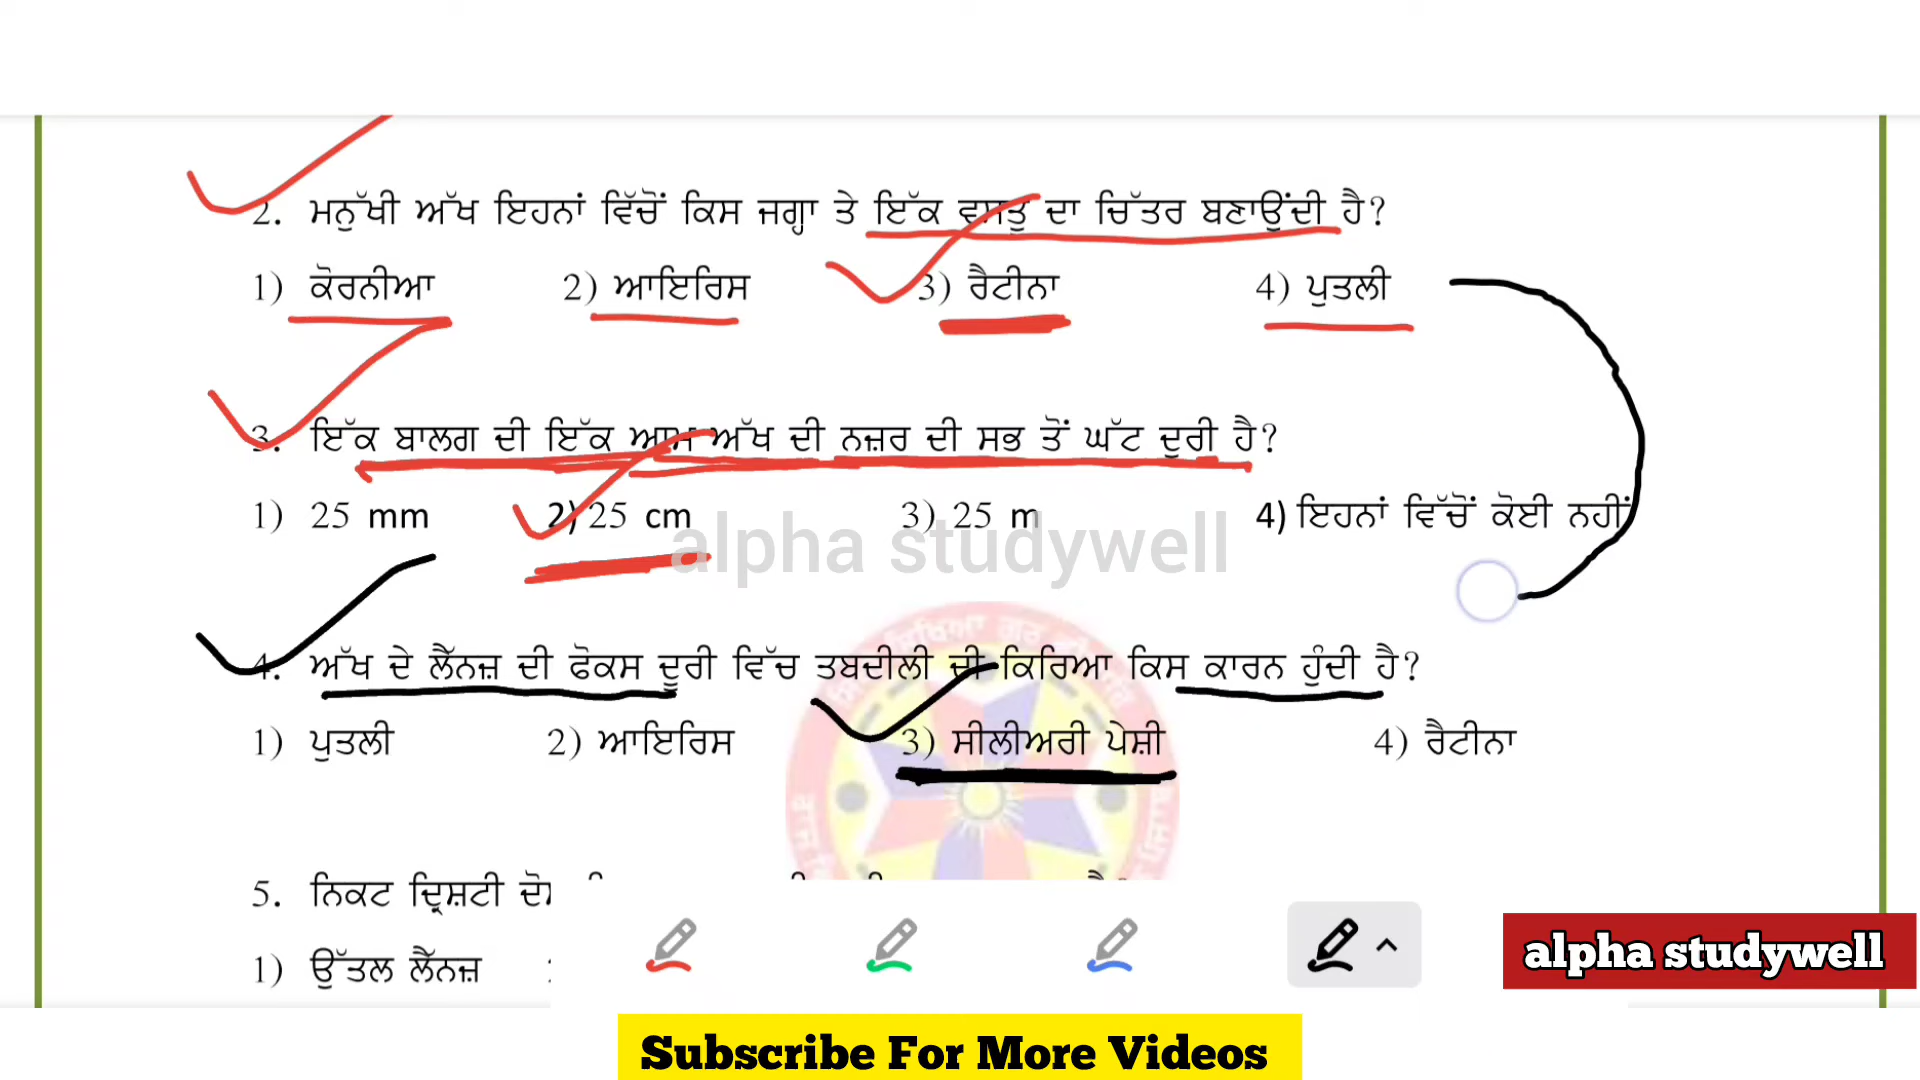 2. ਮਨੁੱਖੀ ਅੱਖ ਇਹਨਾਂ ਵਿੱਚੋਂ ਕਿਸ ਜਗ੍ਹਾ ਤੇ ਇੱਕ ਵਸਤੂ ਦਾ ਚਿੱਤਰ ਬਣਾਉਂਦੀ ਹੈ?
1) ਕੋਰਨੀਆ 2) ਆਇਰਿਸ 3) ਰੈਟੀਨਾ 4) ਪੁਤਲੀ
3. ਇੱਕ ਬਾਲਗ ਦੀ ਇੱਕ ਆਮ ਅੱਖ ਦੀ ਨਜ਼ਰ ਦੀ ਸਭ ਤੋਂ ਘੱਟ ਦੂਰੀ ਹੈ?
1) 25 mm 2) 25 cm 3) 25 m 4) ਇਹਨਾਂ ਵਿੱਚੋਂ ਕੋਈ ਨਹੀਂ
alpha studywell
4. ਅੱਖ ਦੇ ਲੈੱਨਜ਼ ਦੀ ਫੋਕਸ ਦੂਰੀ ਵਿੱਚ ਤਬਦੀਲੀ ਦੀ ਕਿਰਿਆ ਕਿਸ ਕਾਰਨ ਹੁੰਦੀ ਹੈ?
1) ਪੁਤਲੀ 2) ਆਇਰਿਸ 3) ਸੀਲੀਅਰੀ ਪੇਸ਼ੀ 4) ਰੈਟੀਨਾ
5. ਨਿਕਟ ਦ੍ਰਿਸ਼ਟੀ
1) ਉੱਤਲ ਲੈੱਨਜ਼
alpha studywell
Subscribe For More Videos